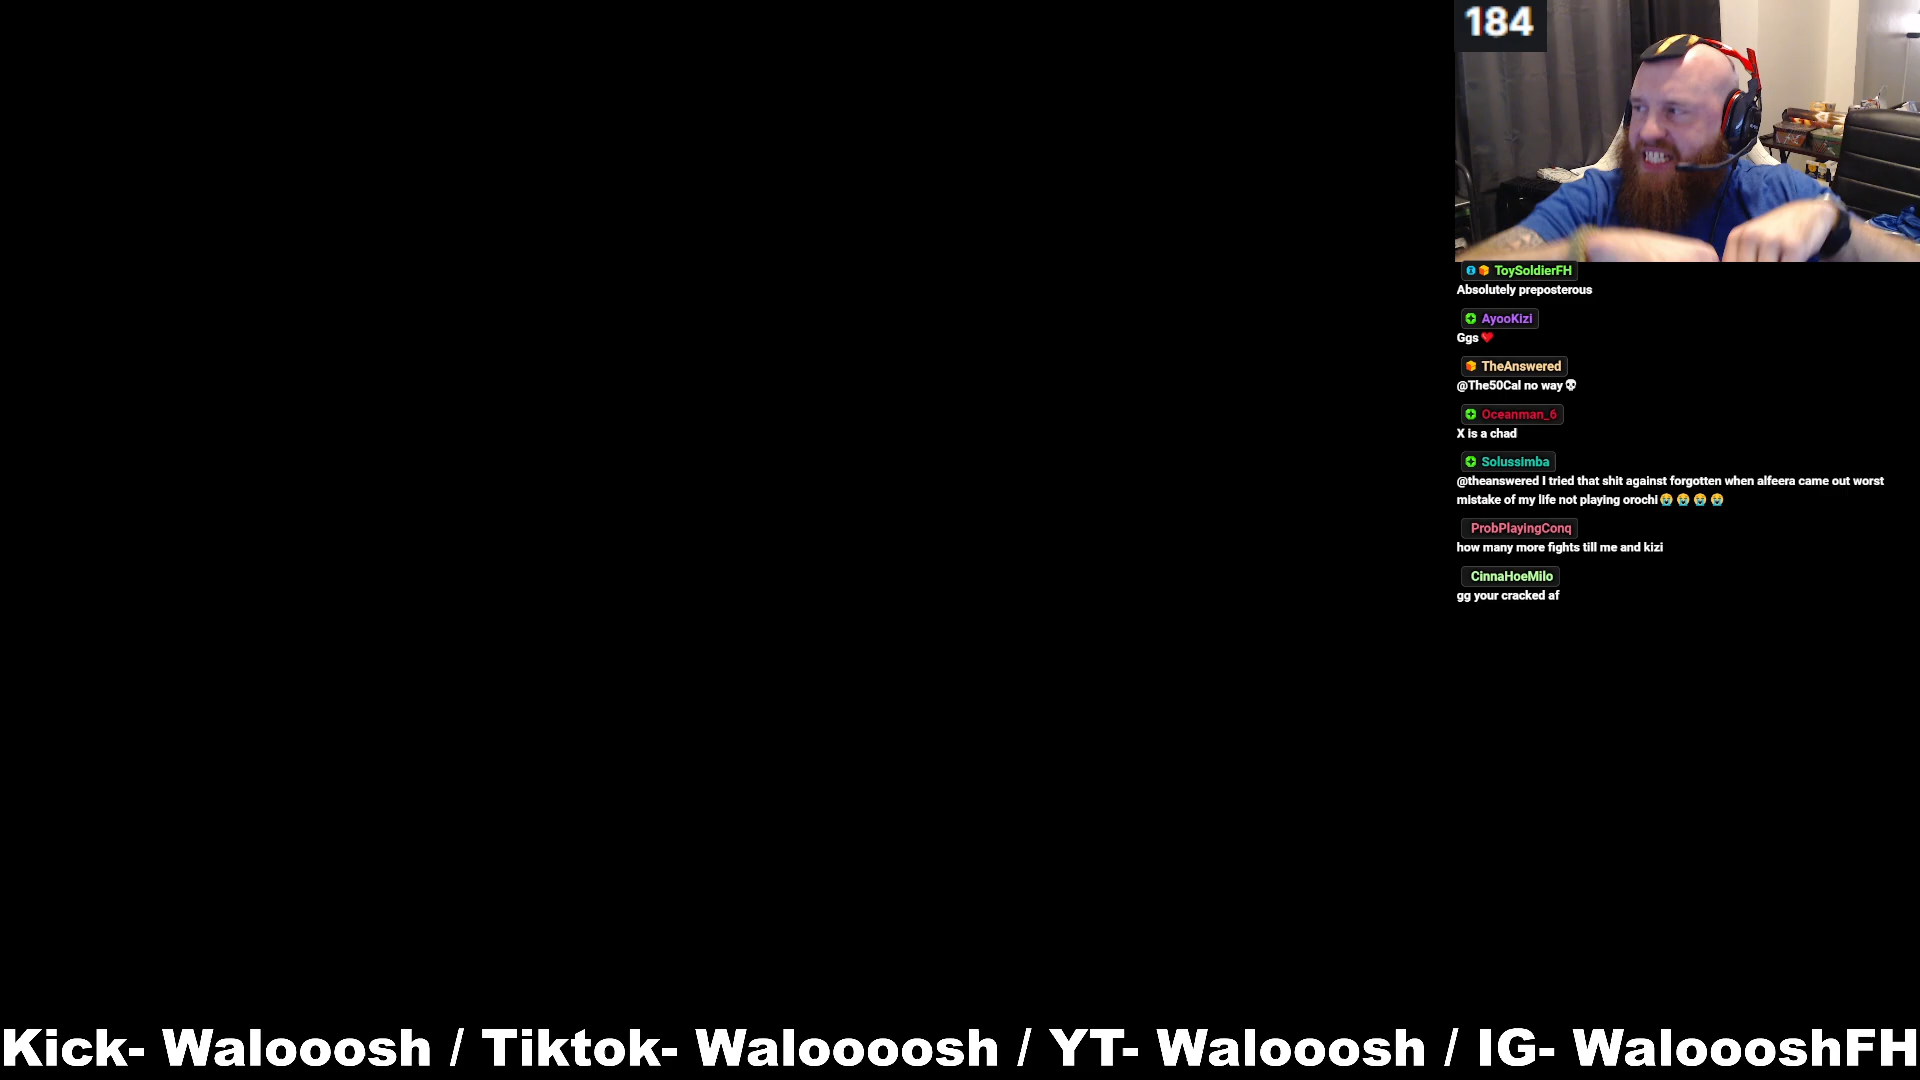 184
ToySoldierFH
Absolutely preposterous
AyooKizi
Ggs❤️
TheAnswered
@The50Cal no way💀
Oceanman_6
X is a chad
Solussimba
@theanswered I tried that shit against forgotten when alfeera came out worst
mistake of my life not playing orochi😭😭😭😭
ProbPlayingConq
how many more fights till me and kizi
CinnaHoeMilo
gg your cracked af
Kick- Walooosh / Tiktok- Waloooosh / YT- Walooosh / IG- WaloooshFH